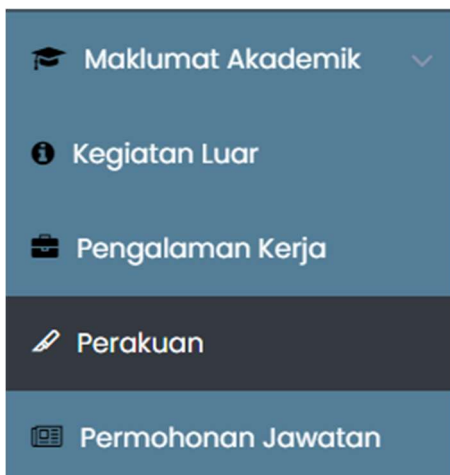 Maklumat Akademik
Kegiatan Luar
Pengalaman Kerja
Perakuan
Permohonan Jawatan